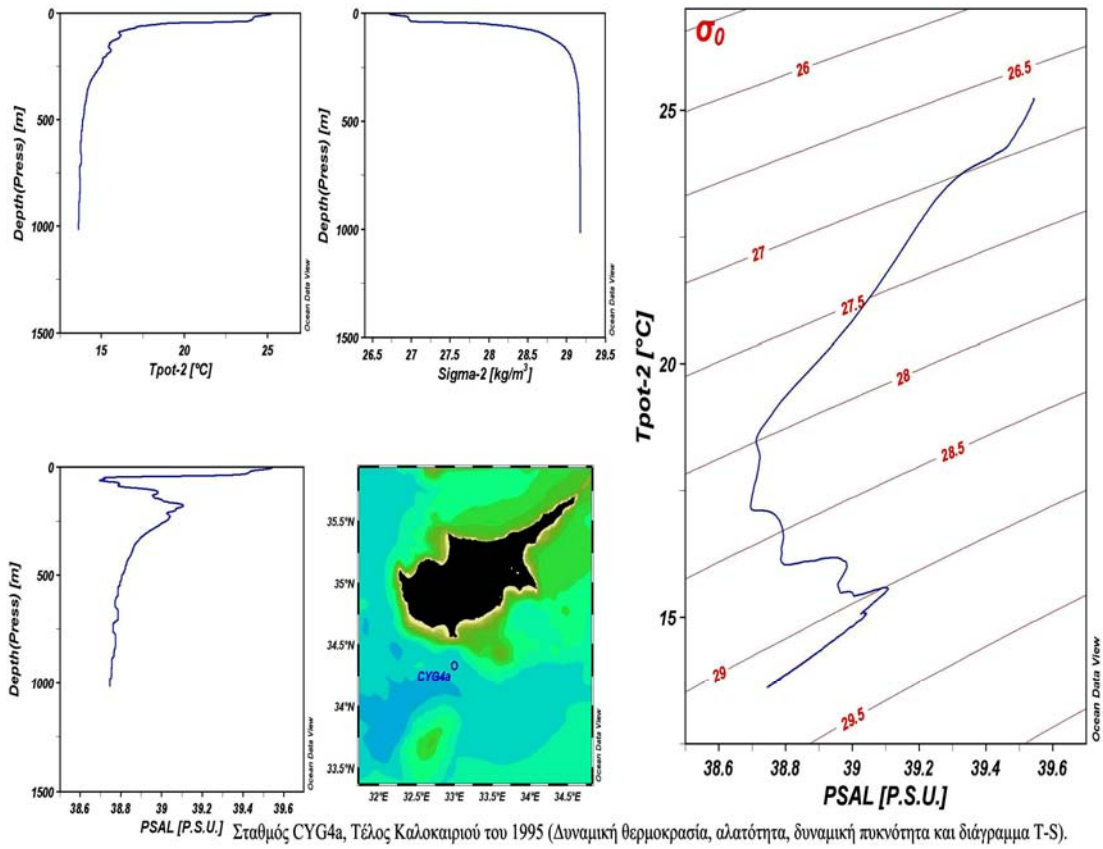 0
500
1000
1500
Depth(Press) [m]
15
20
25
Tpot-2 [°C]
Ocean Data View
0
500
1000
1500
Depth(Press) [m]
26.5
27
27.5
28
28.5
29
29.5
Sigma-2 [kg/m³]
Ocean Data View
σ0
26
26.5
27
27.5
28
28.5
29
29.5
25
20
15
Tpot-2 [°C]
38.6
38.8
39
39.2
39.4
39.6
PSAL [P.S.U.]
Ocean Data View
0
500
1000
1500
Depth(Press) [m]
38.6
38.8
39
39.2
39.4
39.6
PSAL [P.S.U.]
Ocean Data View
35.5°N
35°N
34.5°N
34°N
33.5°N
CYG4a
32°E
32.5°E
33°E
33.5°E
34°E
34.5°E
Ocean Data View
Σταθμός CYG4a, Τέλος Καλοκαιριού του 1995 (Δυναμική θερμοκρασία, αλατότητα, δυναμική πυκνότητα και διάγραμμα T-S).